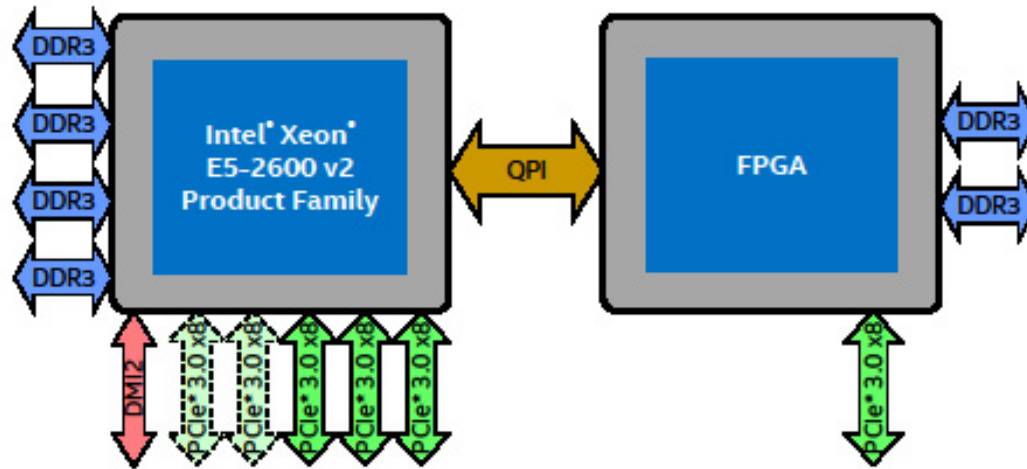 DDR3
DDR3
DDR3
DDR3
Intel® Xeon®
E5-2600 v2
Product Family
QPI
FPGA
DDR3
DDR3
DMI2
PCIe* 3.0 x8
PCIe* 3.0 x8
PCIe* 3.0 x8
PCIe* 3.0 x8
PCIe* 3.0 x8
PCIe* 3.0 x8